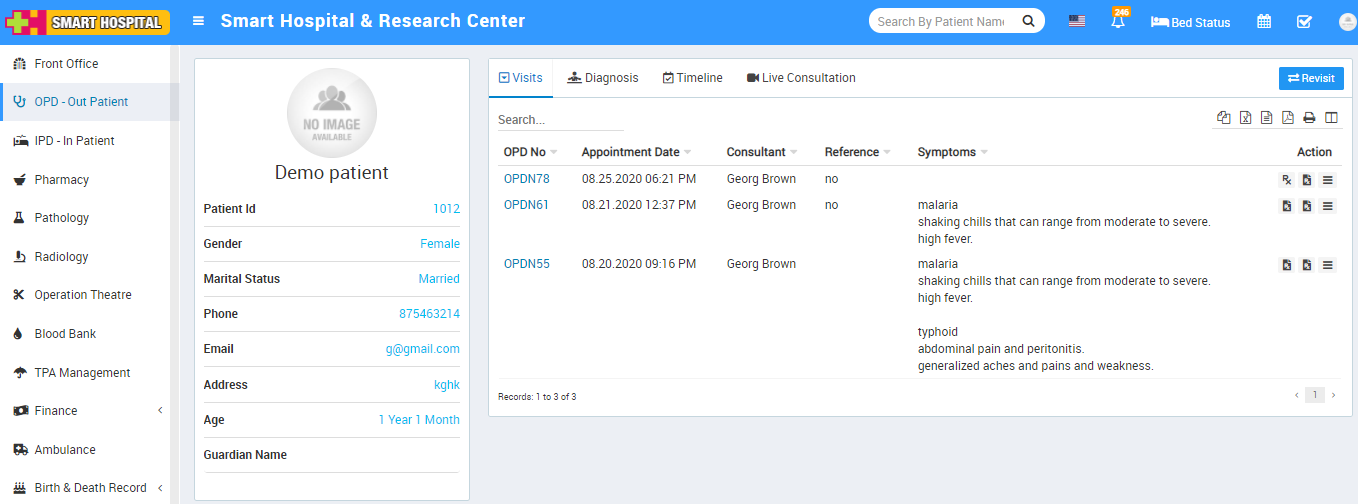 SMART HOSPITAL
Smart Hospital & Research Center
Search By Patient Name
246
Bed Status
Front Office
OPD - Out Patient
IPD - In Patient
Pharmacy
Pathology
Radiology
Operation Theatre
Blood Bank
TPA Management
Finance
Ambulance
Birth & Death Record
NO IMAGE
AVAILABLE
Demo patient
Patient Id 1012
Gender Female
Marital Status Married
Phone 875463214
Email g@gmail.com
Address kghk
Age 1 Year 1 Month
Guardian Name
Visits Diagnosis Timeline Live Consultation Revisit
Search...
OPD No Appointment Date Consultant Reference Symptoms Action
OPDN78 08.25.2020 06:21 PM Georg Brown no
OPDN61 08.21.2020 12:37 PM Georg Brown no malaria
shaking chills that can range from moderate to severe.
high fever.
OPDN55 08.20.2020 09:16 PM Georg Brown malaria
shaking chills that can range from moderate to severe.
high fever.
typhoid
abdominal pain and peritonitis.
generalized aches and pains and weakness.
Records: 1 to 3 of 3 1